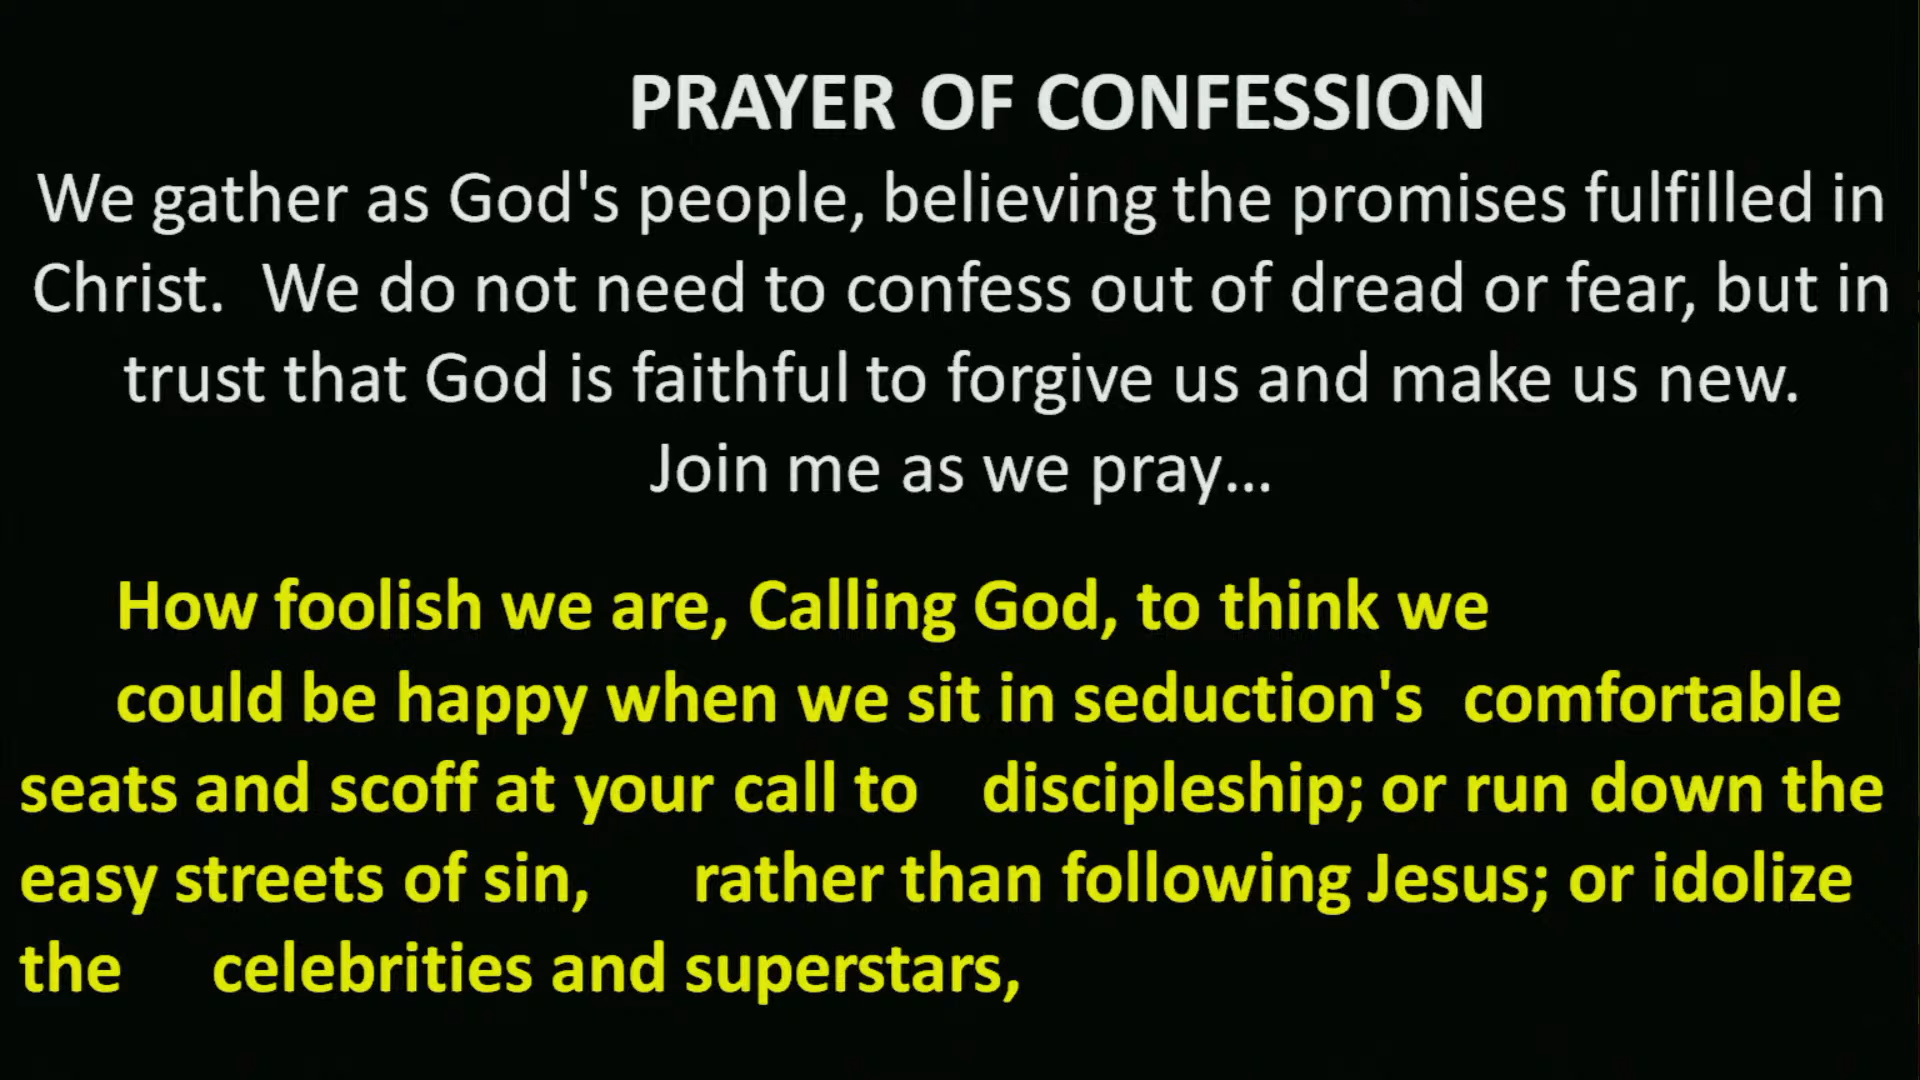 PRAYER OF CONFESSION
We gather as God's people, believing the promises fulfilled in
Christ.  We do not need to confess out of dread or fear, but in
trust that God is faithful to forgive us and make us new.
Join me as we pray...
How foolish we are, Calling God, to think we
could be happy when we sit in seduction's comfortable
seats and scoff at your call to discipleship; or run down the
easy streets of sin, rather than following Jesus; or idolize
the celebrities and superstars,